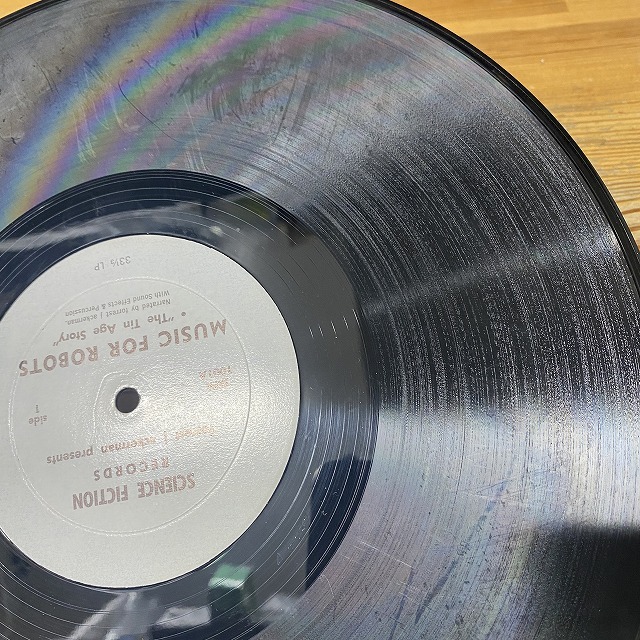 SCIENCE FICTION
RECORDS
ackerman presents
side
1
MUSIC FOR ROBOTS
• "The Tin Age Story"
Narrated by forrest j ackerman.
With Sound Effects & Percussion
33⅓ LP